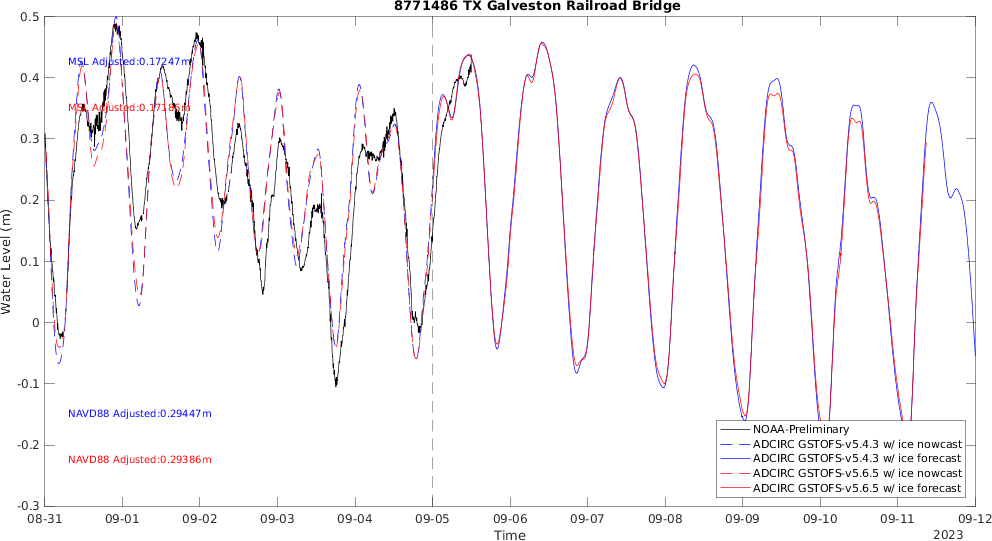 8771486 TX Galveston Railroad Bridge
0.5
0.4
0.3
0.2
0.1
0
-0.1
-0.2
-0.3
Water Level (m)
MSL Adjusted:0.17247m
MSL Adjusted:0.17186m
NAVD88 Adjusted:0.29447m
NAVD88 Adjusted:0.29386m
NOAA-Preliminary
ADCIRC GSTOFS-v5.4.3 w/ ice nowcast
ADCIRC GSTOFS-v5.4.3 w/ ice forecast
ADCIRC GSTOFS-v5.6.5 w/ ice nowcast
ADCIRC GSTOFS-v5.6.5 w/ ice forecast
08-31 09-01 09-02 09-03 09-04 09-05 09-06 09-07 09-08 09-09 09-10 09-11 09-12
Time
2023